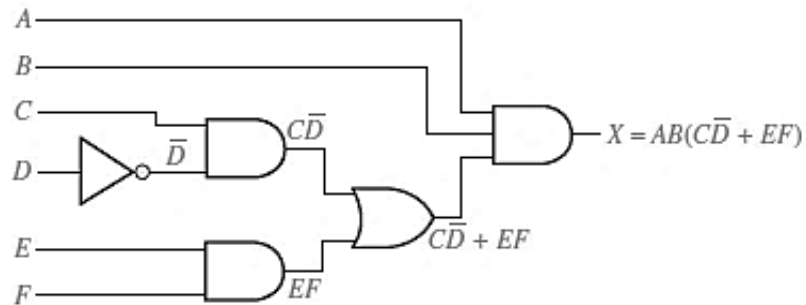 A
B
C
D
D̅
CD̅
X = AB(CD̅ + EF)
CD̅ + EF
E
F
EF